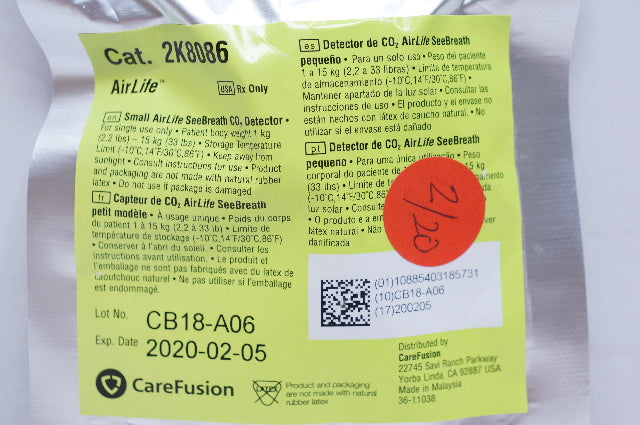 Cat. 2K8086
AirLife™
USA Rx Only
en Small AirLife SeeBreath CO₂ Detector •
For single use only • Patient body weight 1 kg
(2.2 lbs) – 15 kg (33 lbs) • Storage Temperature
Limit (-10°C,14°F/30°C,86°F) • Keep away from
sunlight • Consult instructions for use • Product
and packaging are not made with natural rubber
latex • Do not use if package is damaged.
fr Capteur de CO₂ AirLife SeeBreath
petit modèle • À usage unique • Poids du corps
du patient 1 à 15 kg (2,2 à 33 lb) • Limite de
température de stockage (-10°C,14°F/30°C,86°F)
• Conserver à l'abri du soleil. • Consulter les
instructions avant utilisation. • Le produit et
l'emballage ne sont pas fabriqués avec du latex de
caoutchouc naturel • Ne pas utiliser si l'emballage
est endommagé.
Lot No. CB18-A06
Exp. Date 2020-02-05
CareFusion
LATEX
Product and packaging
are not made with natural
rubber latex
es Detector de CO₂ AirLife SeeBreath
pequeño • Para un solo uso • Peso del paciente
1 a 15 kg (2,2 a 33 libras) • Límite de temperatura
de almacenamiento (-10°C,14°F/30°C,86°F) •
Mantener apartado de la luz solar • Consultar las
instrucciones de uso • El producto y el envase no
están hechos con látex de caucho natural. • No
utilizar si el envase está dañado
pt Detector de CO₂ AirLife SeeBreath
pequeno • Para uma única utilização • Peso
corporal do paciente de 15 kg
(33 lbs) • Limite de
luz solar • Consulte
• O produto e a
látex natural • Não
danificada
2/20
(01)10885403185731
(10)CB18-A06
(17)200205
Distributed by
CareFusion
22745 Savi Ranch Parkway
Yorba Linda, CA 92887 USA
Made in Malaysia
36-11038